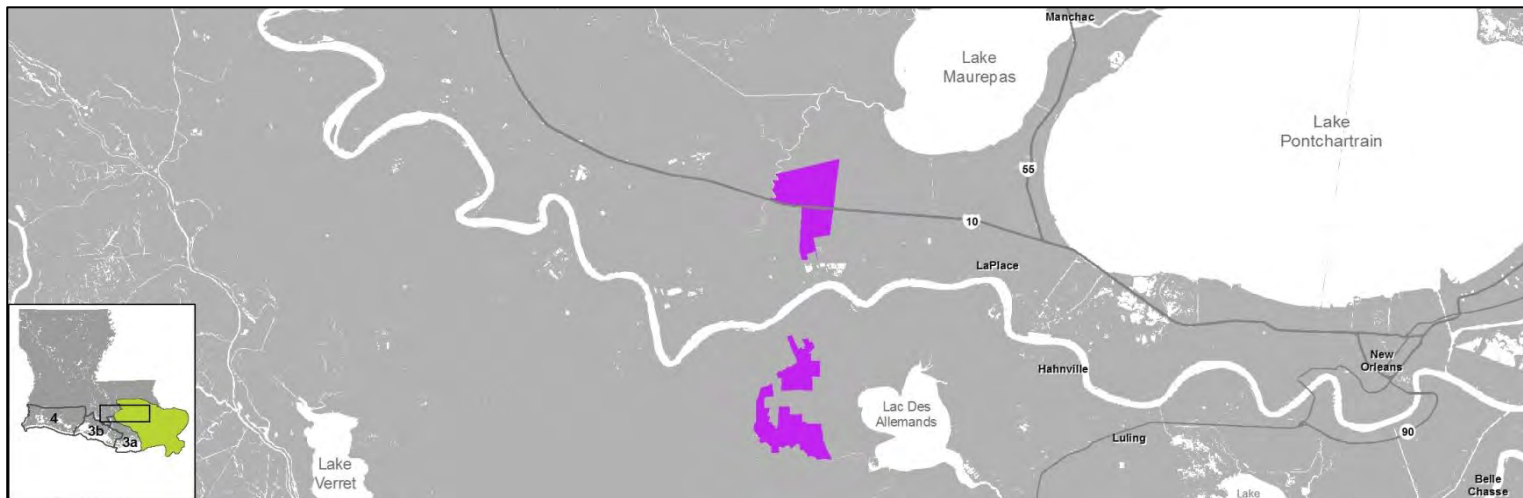 Manchac
Lake
Maurepas
Lake
Pontchartrain
55
10
LaPlace
New
Orleans
Hahnville
Lac Des
Allemands
90
Luling
Lake
Verret
Lake
Belle
Chasse
4
3b
3a